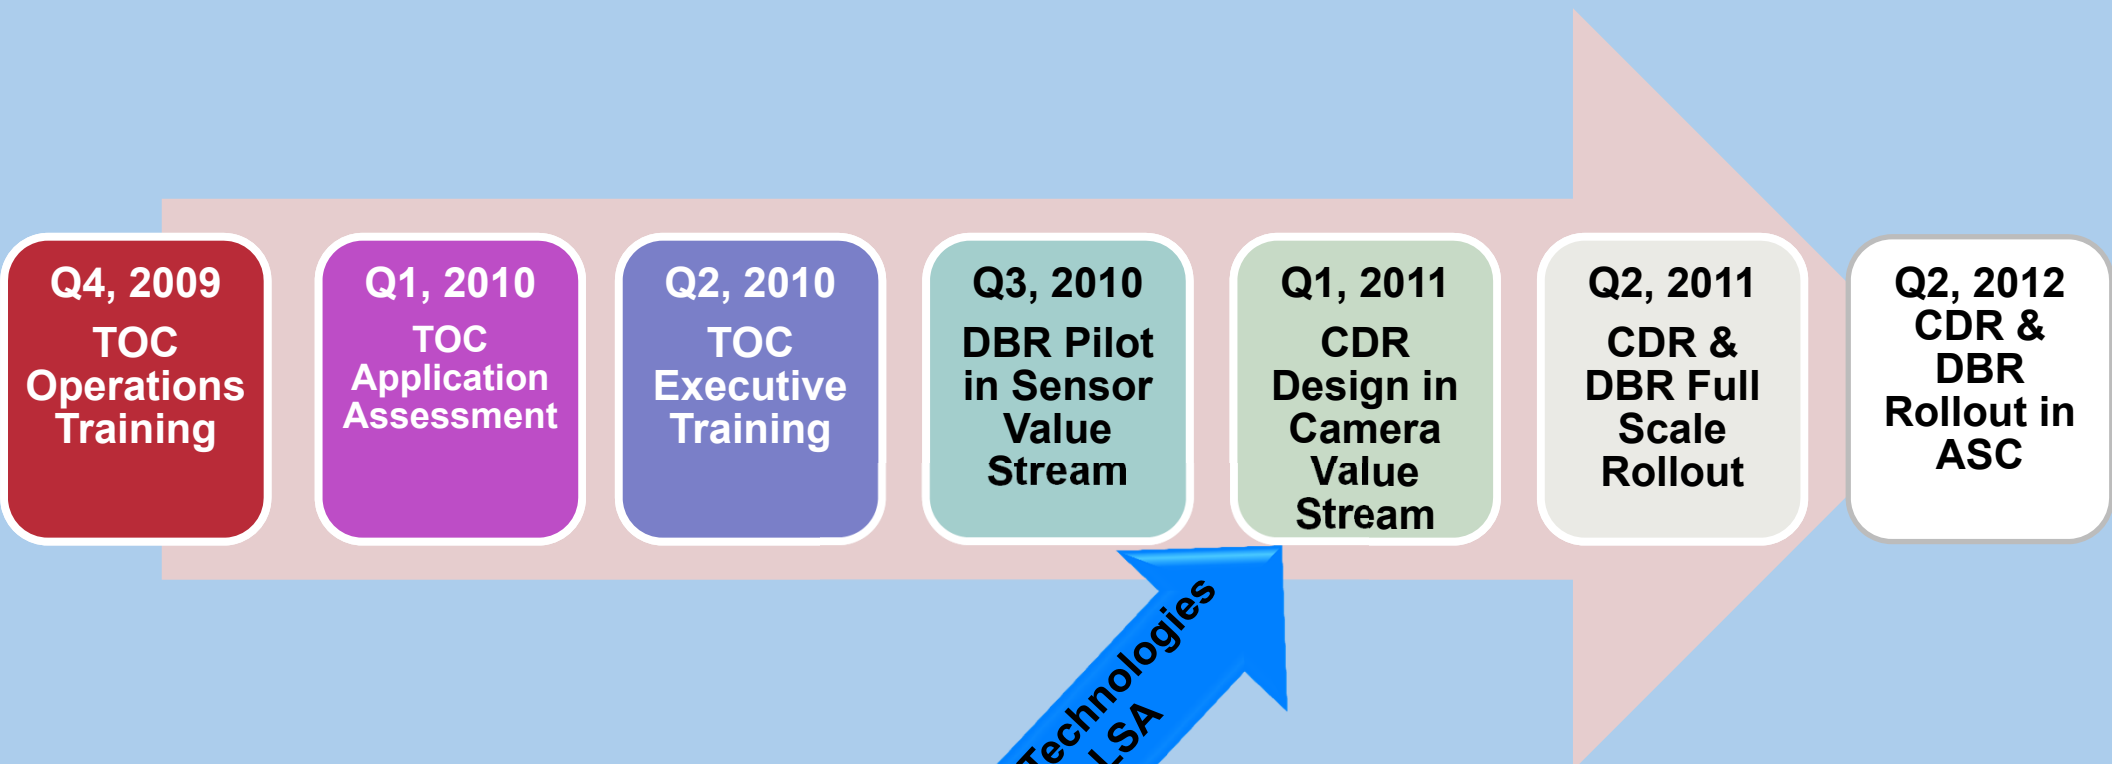 Q4, 2009
TOC
Operations
Training
Q1, 2010
TOC
Application
Assessment
Q2, 2010
TOC
Executive
Training
Q3, 2010
DBR Pilot
in Sensor
Value
Stream
Q1, 2011
CDR
Design in
Camera
Value
Stream
Q2, 2011
CDR &
DBR Full
Scale
Rollout
Q2, 2012
CDR &
DBR
Rollout in
ASC
Technologies
LSA